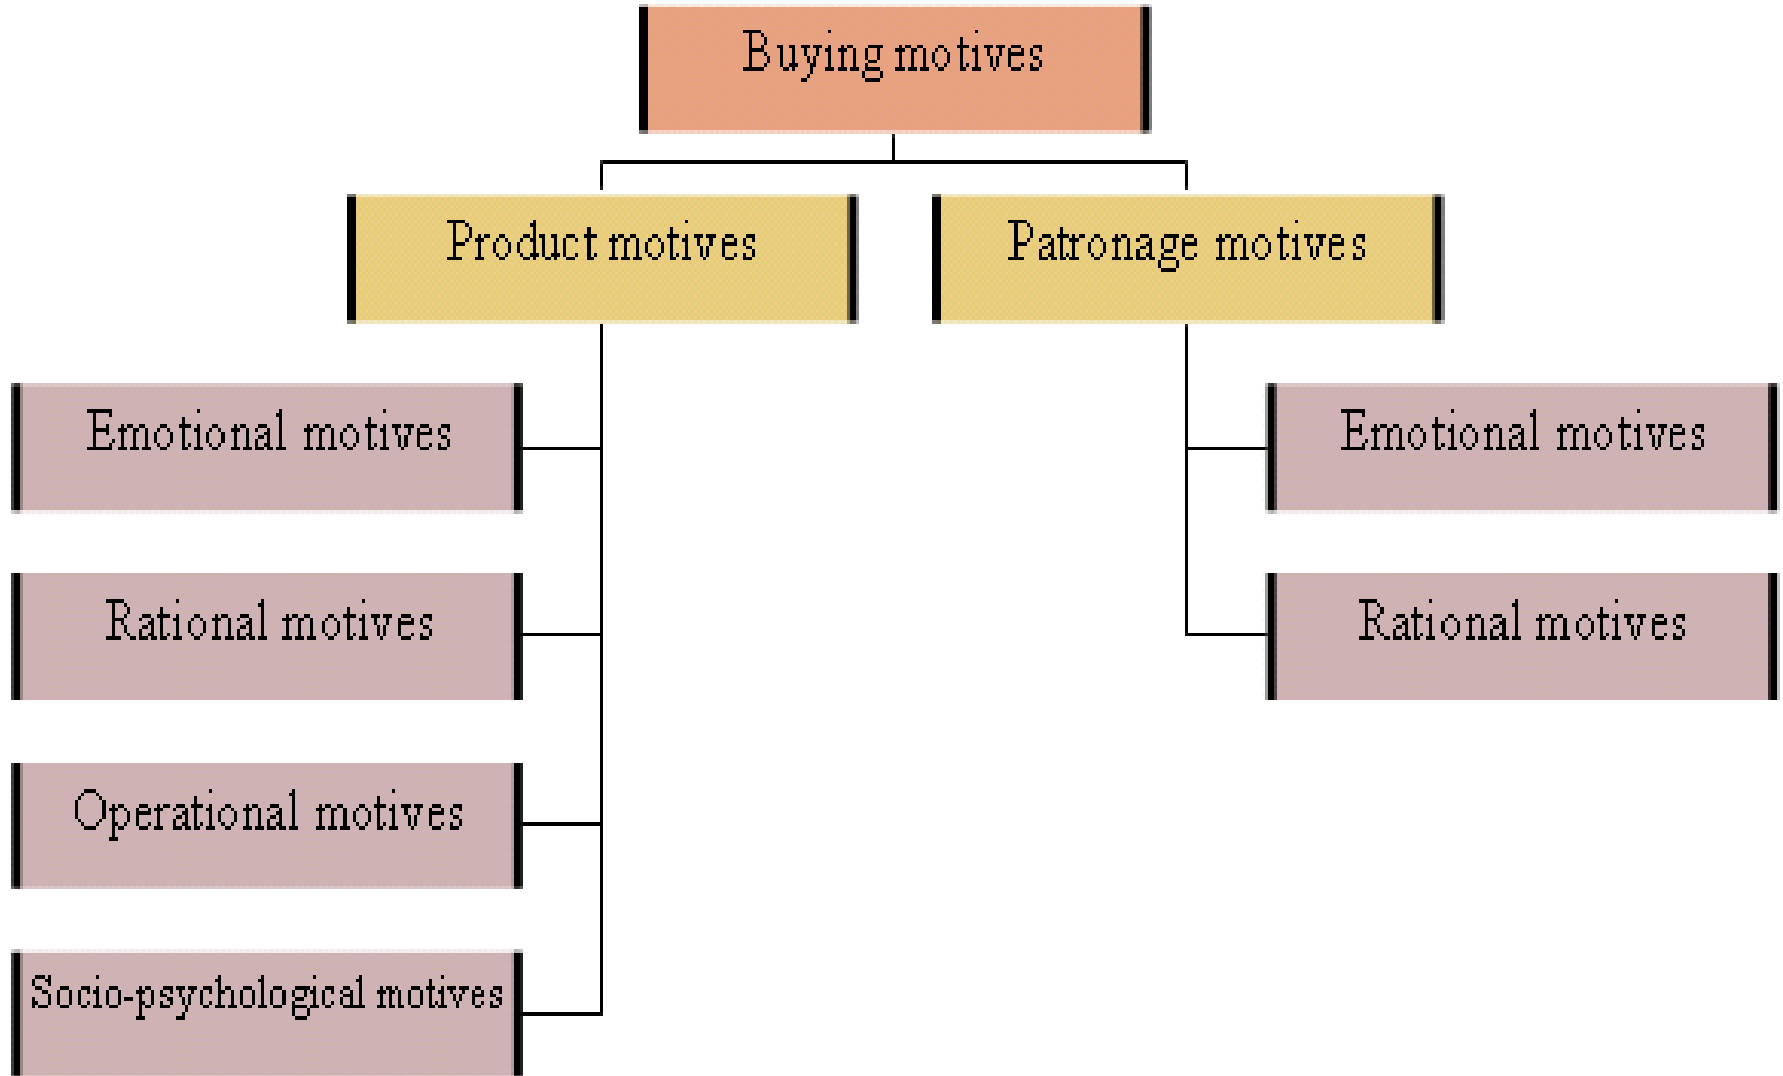 Buying motives
Product motives
Patronage motives
Emotional motives
Emotional motives
Rational motives
Rational motives
Operational motives
Socio-psychological motives